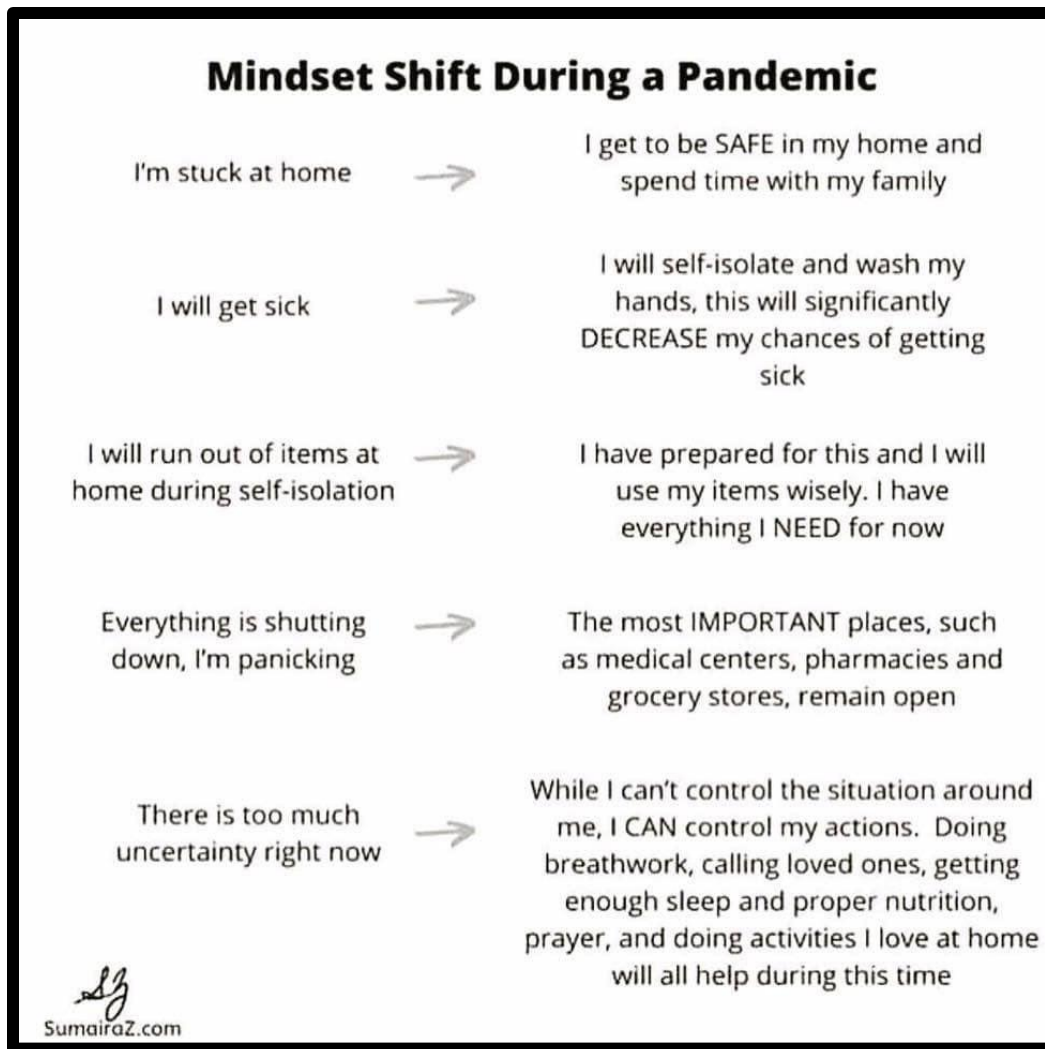 Mindset Shift During a Pandemic
I'm stuck at home
I get to be SAFE in my home and
spend time with my family
I will get sick
I will self-isolate and wash my
hands, this will significantly
DECREASE my chances of getting
sick
I will run out of items at
home during self-isolation
I have prepared for this and I will
use my items wisely. I have
everything I NEED for now
Everything is shutting
down, I'm panicking
The most IMPORTANT places, such
as medical centers, pharmacies and
grocery stores, remain open
There is too much
uncertainty right now
While I can't control the situation around
me, I CAN control my actions. Doing
breathwork, calling loved ones, getting
enough sleep and proper nutrition,
prayer, and doing activities I love at home
will all help during this time
SZ
SumairaZ.com